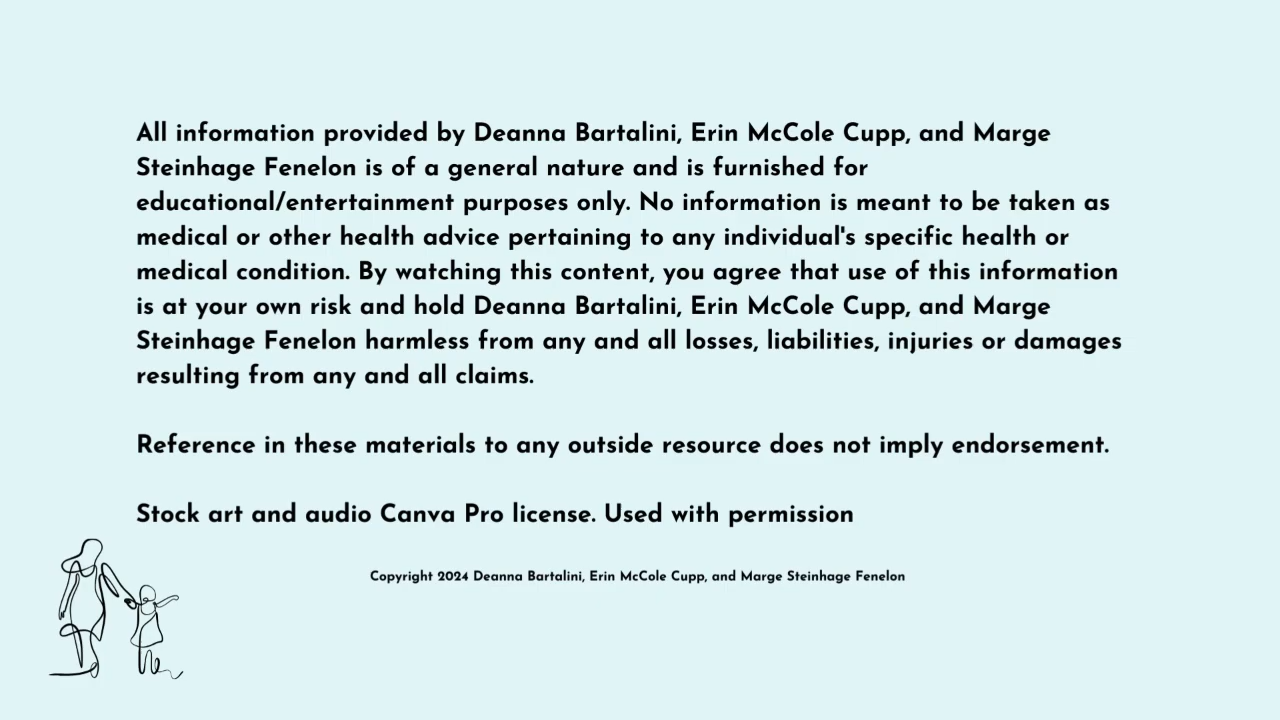 All information provided by Deanna Bartalini, Erin McCole Cupp, and Marge
Steinhage Fenelon is of a general nature and is furnished for
educational/entertainment purposes only. No information is meant to be taken as
medical or other health advice pertaining to any individual's specific health or
medical condition. By watching this content, you agree that use of this information
is at your own risk and hold Deanna Bartalini, Erin McCole Cupp, and Marge
Steinhage Fenelon harmless from any and all losses, liabilities, injuries or damages
resulting from any and all claims.
Reference in these materials to any outside resource does not imply endorsement.
Stock art and audio Canva Pro license. Used with permission
Copyright 2024 Deanna Bartalini, Erin McCole Cupp, and Marge Steinhage Fenelon